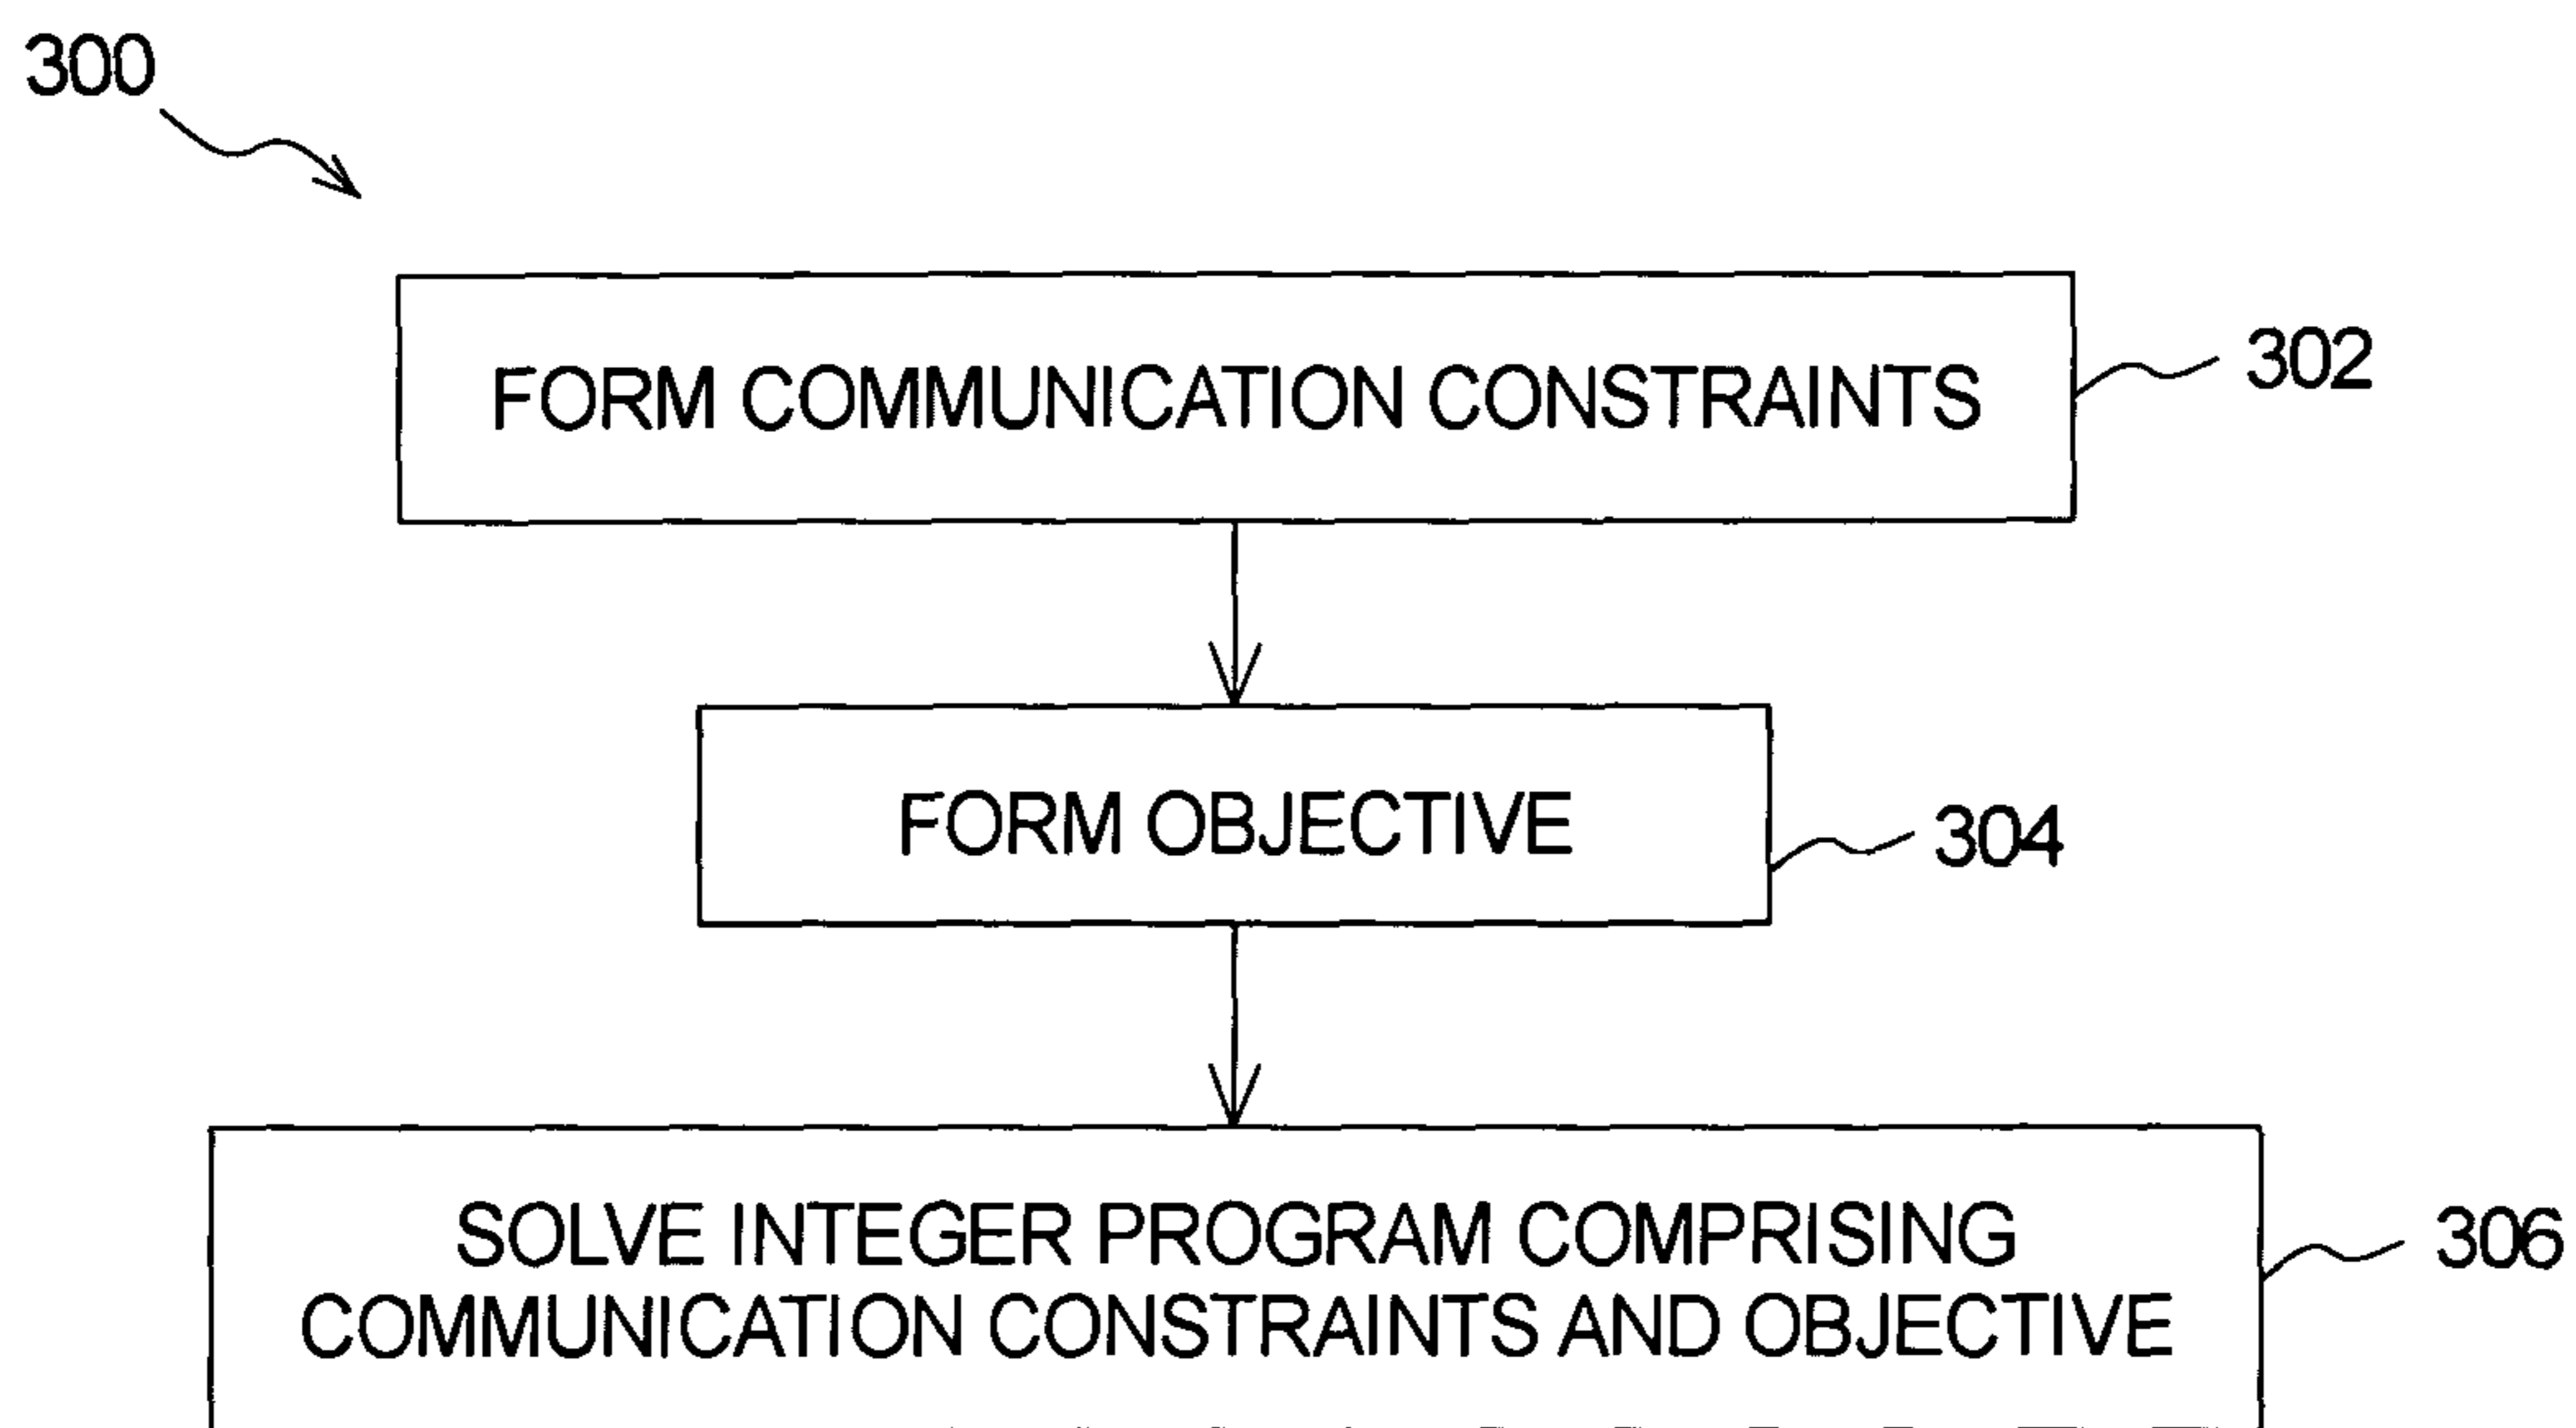 300
FORM COMMUNICATION CONSTRAINTS
302
FORM OBJECTIVE
304
SOLVE INTEGER PROGRAM COMPRISING
COMMUNICATION CONSTRAINTS AND OBJECTIVE
306